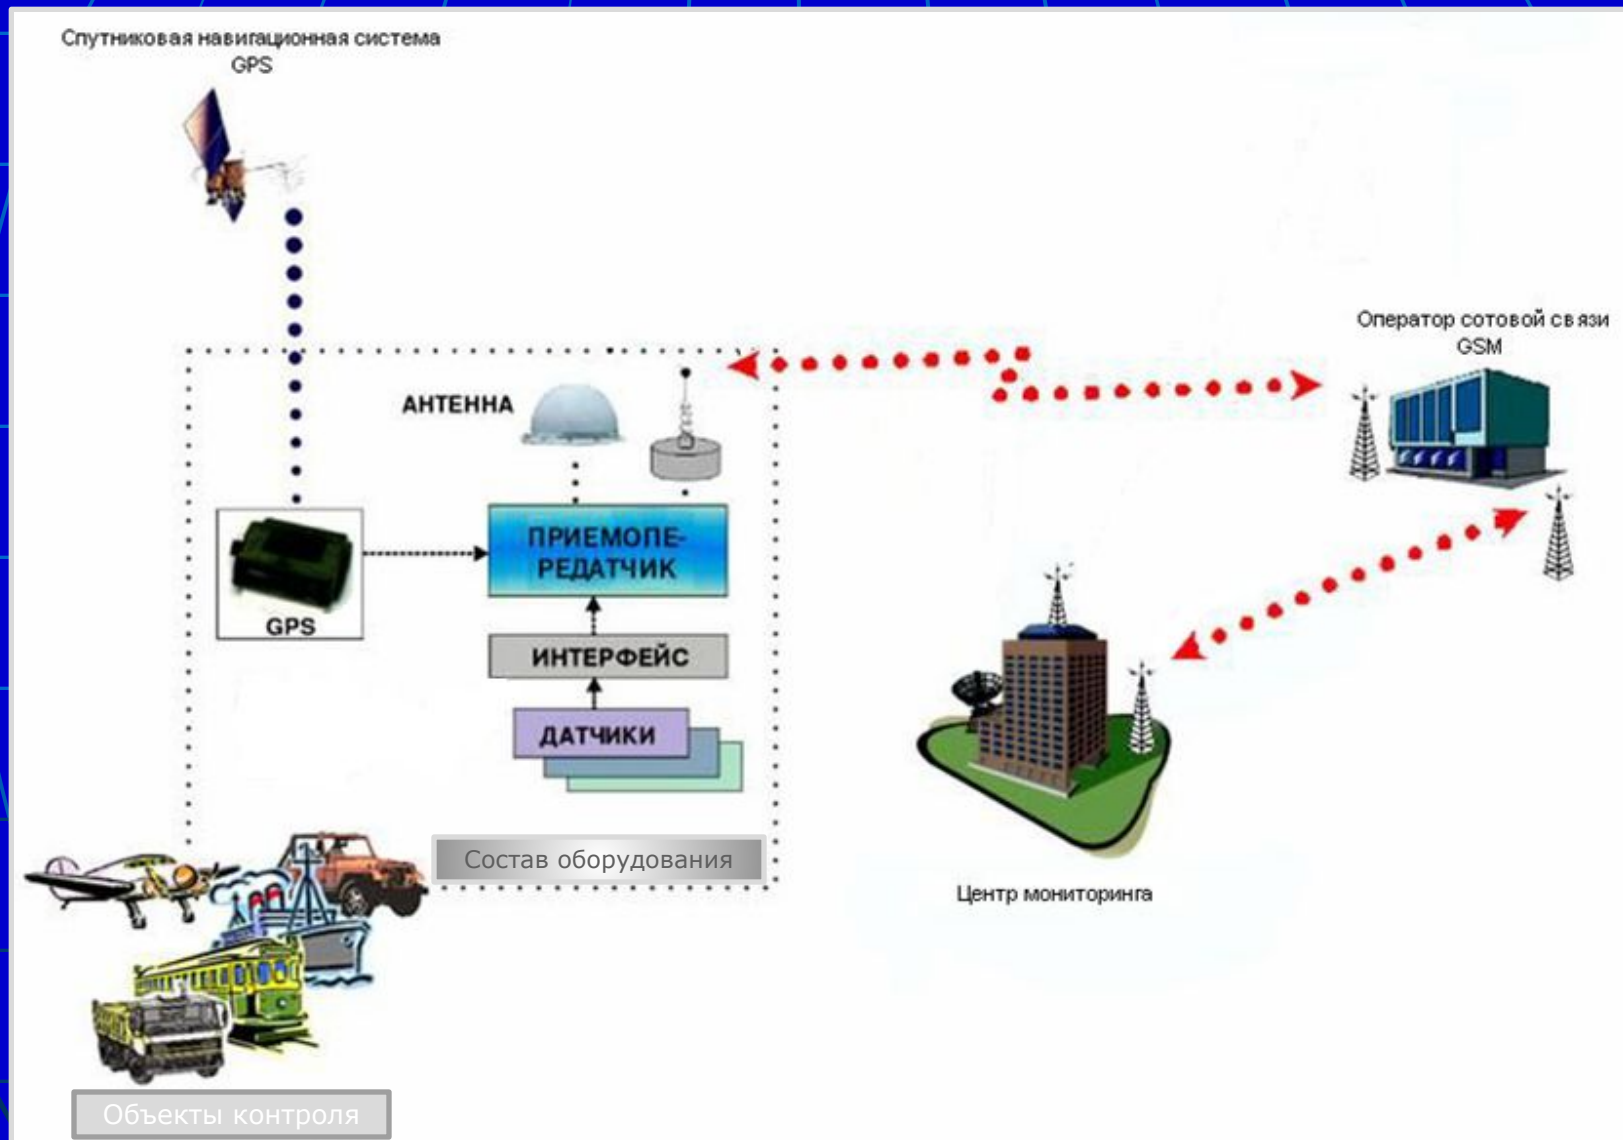 Спутниковая навигационная система
GPS
Оператор сотовой связи
GSM
АНТЕННА
ПРИЕМОПЕ-
РЕДАТЧИК
GPS
ИНТЕРФЕЙС
ДАТЧИКИ
Состав оборудования
Центр мониторинга
Объекты контроля